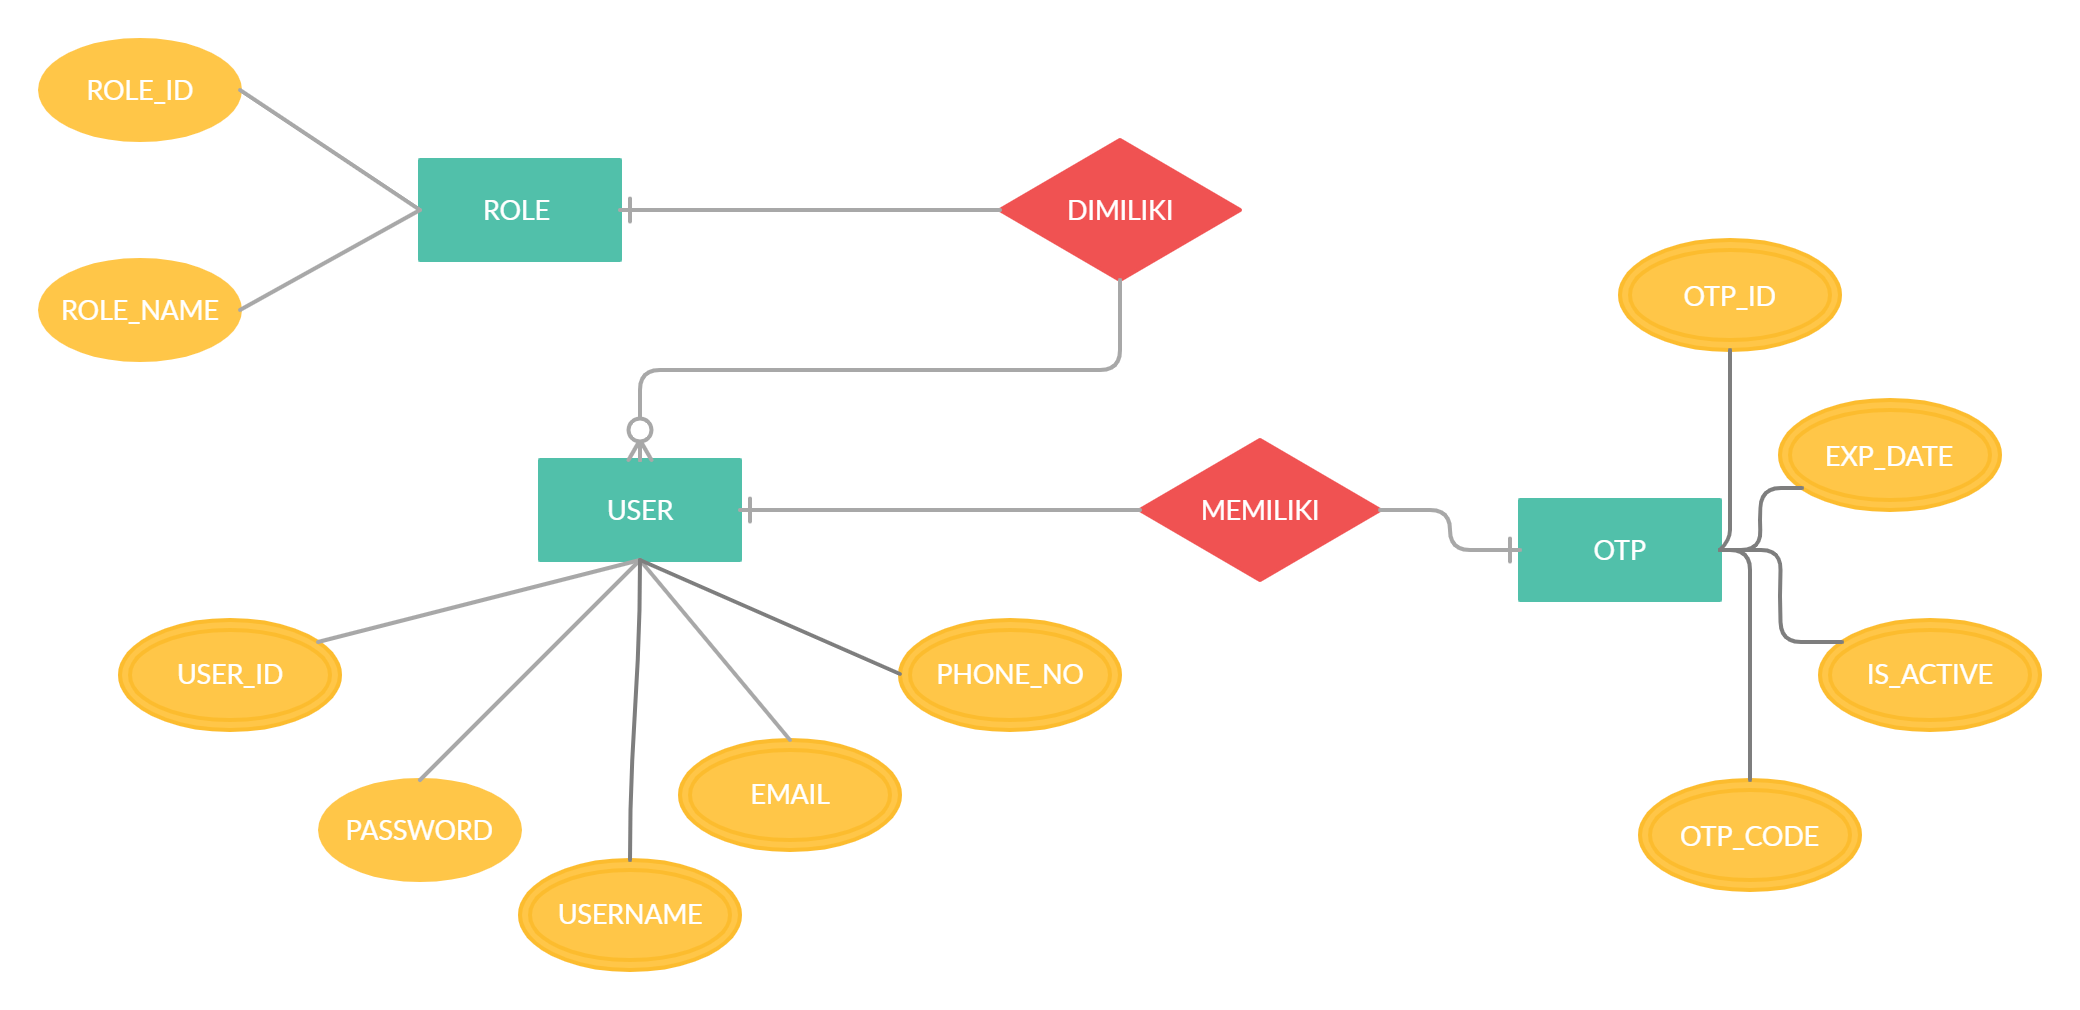 ROLE_ID
ROLE
DIMILIKI
ROLE_NAME
OTP_ID
EXP_DATE
USER
MEMILIKI
OTP
USER_ID
PHONE_NO
IS_ACTIVE
EMAIL
PASSWORD
OTP_CODE
USERNAME